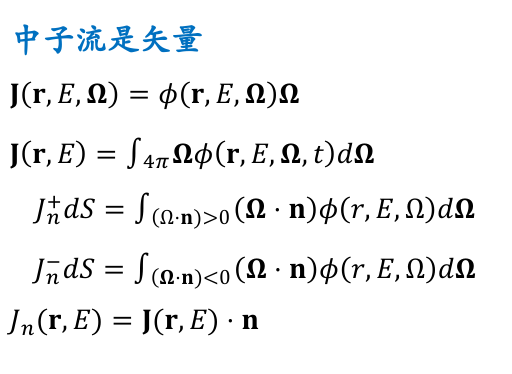 中子流是矢量
𝐉(𝐫, E, 𝛀) = ϕ(𝐫, E, 𝛀)𝛀
𝐉(𝐫, E) = ∫₄π 𝛀ϕ(𝐫, E, 𝛀, t)d𝛀
Jₙ⁺dS = ∫_(Ω·𝐧)>0 (𝛀 · 𝐧)ϕ(r, E, Ω)d𝛀
Jₙ⁻dS = ∫_(𝛀·𝐧)<0 (𝛀 · 𝐧)ϕ(r, E, Ω)d𝛀
Jₙ(𝐫, E) = 𝐉(𝐫, E) · 𝐧